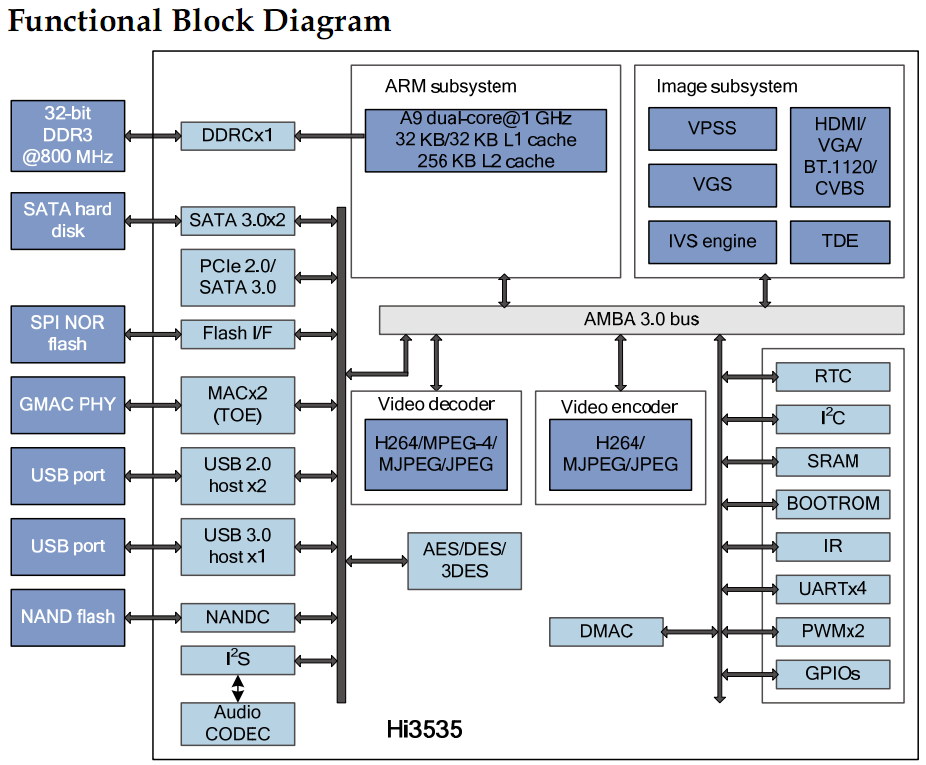 Functional Block Diagram
32-bit
DDR3
@800 MHz
DDRCx1
ARM subsystem
A9 dual-core@1 GHz
32 KB/32 KB L1 cache
256 KB L2 cache
Image subsystem
VPSS
VGS
IVS engine
HDMI/
VGA/
BT.1120/
CVBS
TDE
SATA hard
disk
SATA 3.0x2
PCIe 2.0/
SATA 3.0
SPI NOR
flash
Flash I/F
AMBA 3.0 bus
GMAC PHY
MACx2
(TOE)
Video decoder
H264/MPEG-4/
MJPEG/JPEG
Video encoder
H264/
MJPEG/JPEG
USB port
USB 2.0
host x2
USB port
USB 3.0
host x1
AES/DES/
3DES
NAND flash
NANDC
I²S
Audio
CODEC
DMAC
RTC
I²C
SRAM
BOOTROM
IR
UARTx4
PWMx2
GPIOs
Hi3535